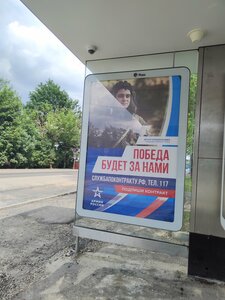 ПОБЕДА
БУДЕТ ЗА НАМИ
СЛУЖБАПОКОНТРАКТУ.РФ, ТЕЛ. 117
ПОДПИШИ КОНТРАКТ
АРМИЯ
РОССИИ